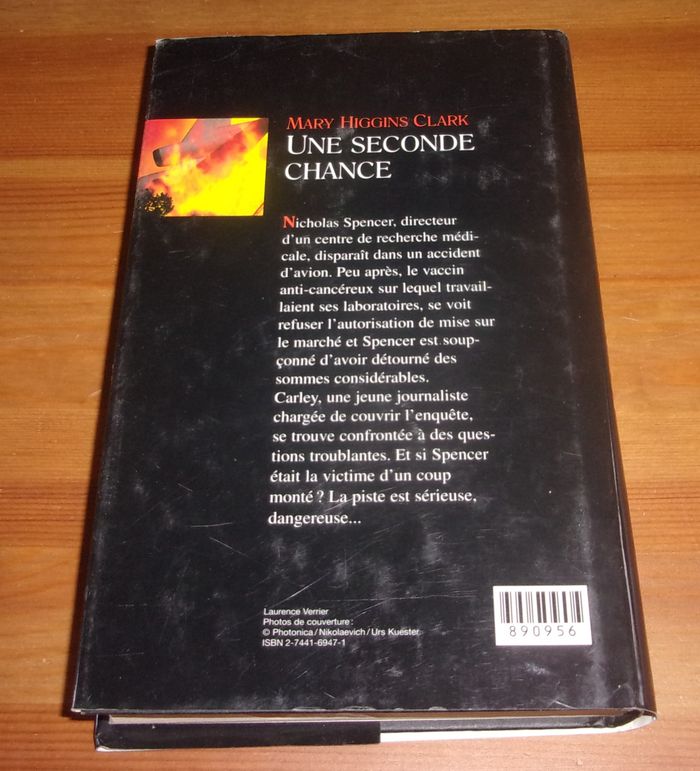 MARY HIGGINS CLARK
UNE SECONDE
CHANCE
Nicholas Spencer, directeur
d'un centre de recherche médi-
cale, disparaît dans un accident
d'avion. Peu après, le vaccin
anti-cancéreux sur lequel travail-
laient ses laboratoires, se voit
refuser l'autorisation de mise sur
le marché et Spencer est soup-
çonné d'avoir détourné des
sommes considérables.
Carley, une jeune journaliste
chargée de couvrir l'enquête,
se trouve confrontée à des ques-
tions troublantes. Et si Spencer
était la victime d'un coup
monté ? La piste est sérieuse,
dangereuse...
Laurence Verrier
Photos de couverture :
© Photonica / Nikolaevich / Urs Kuester
ISBN 2-7441-6947-1
890956